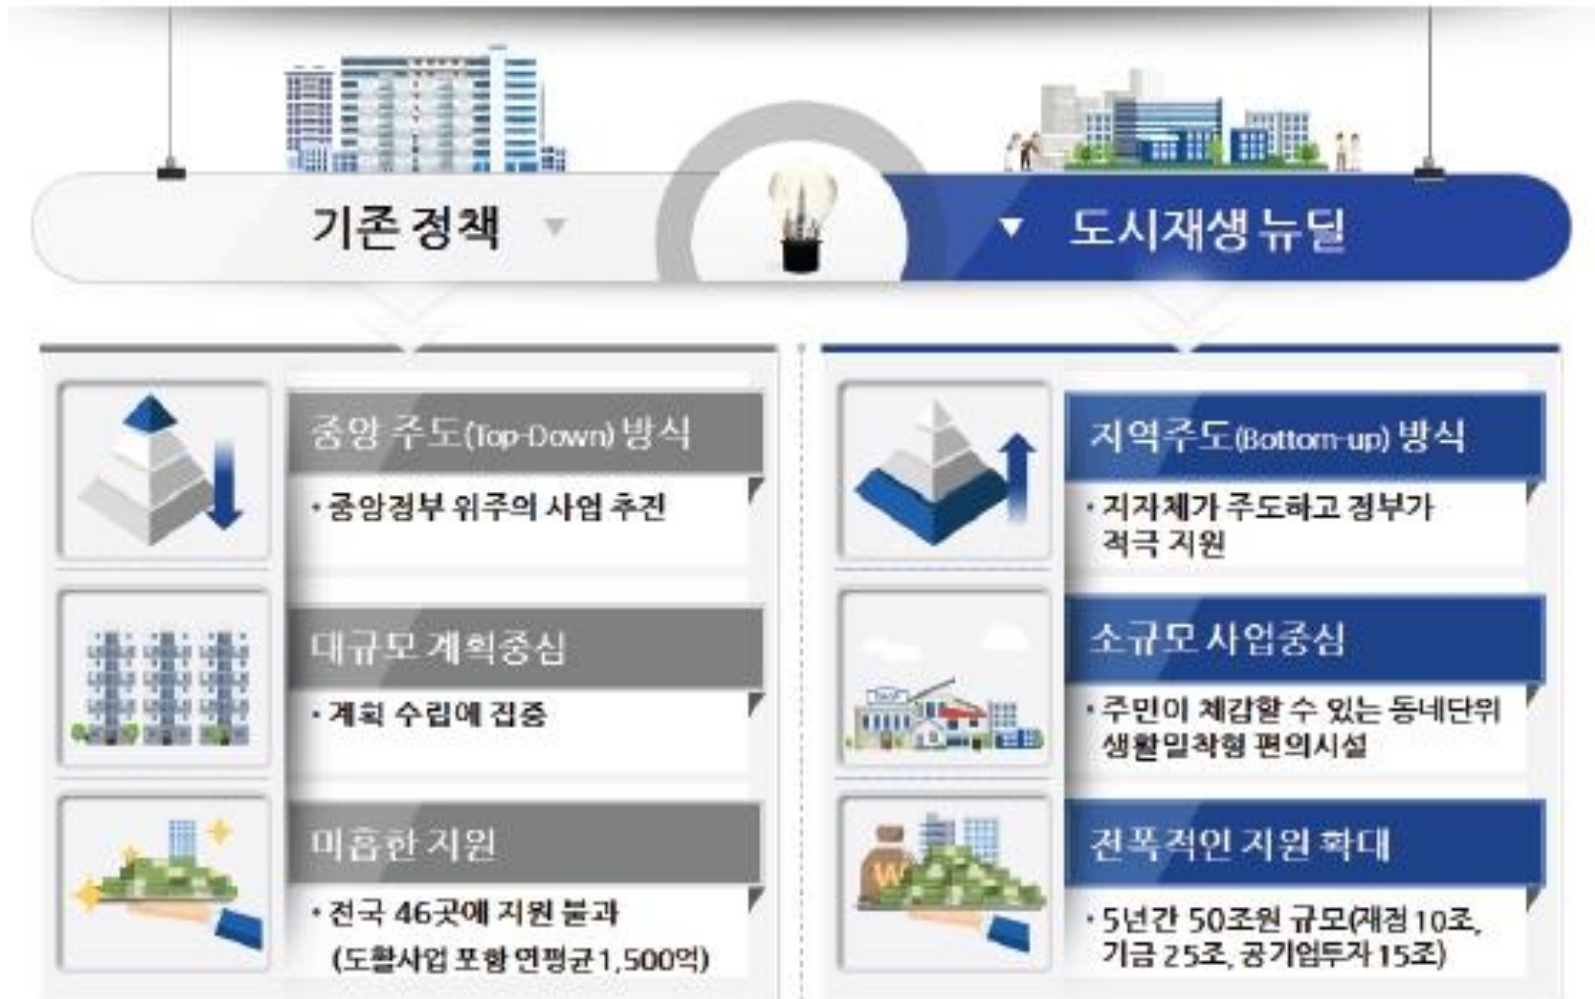 기존 정책
도시재생 뉴딜
중앙 주도(Top-Down) 방식
• 중앙정부 위주의 사업 추진
대규모 계획중심
• 계획 수립에 집중
미흡한 지원
• 전국 46곳에 지원 불과
(도활사업 포함 연평균 1,500억)
지역주도(Bottom-up) 방식
• 지자체가 주도하고 정부가
적극 지원
소규모 사업중심
• 주민이 체감할 수 있는 동네단위
생활밀착형 편의시설
전폭적인 지원 확대
W
• 5년간 50조원 규모(재정 10조,
기금 25조, 공기업투자 15조)